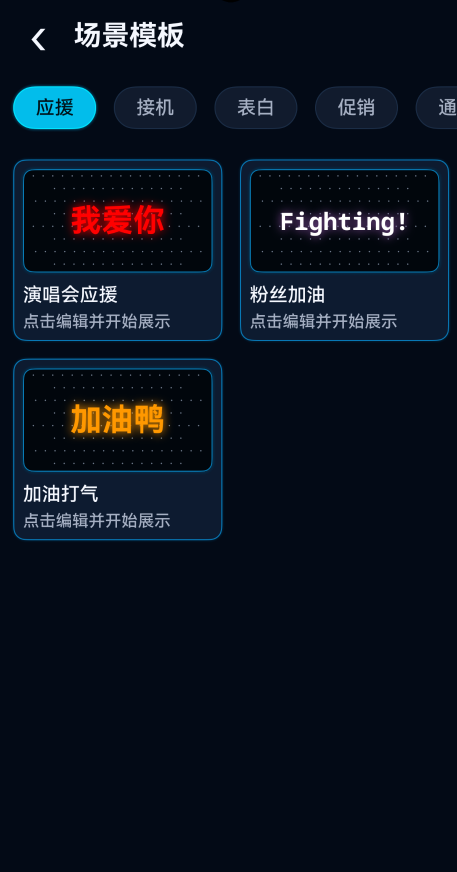 场景模板
应援 接机 表白 促销 通
我爱你 Fighting!
演唱会应援 粉丝加油
点击编辑并开始展示 点击编辑并开始展示
加油鸭
加油打气
点击编辑并开始展示